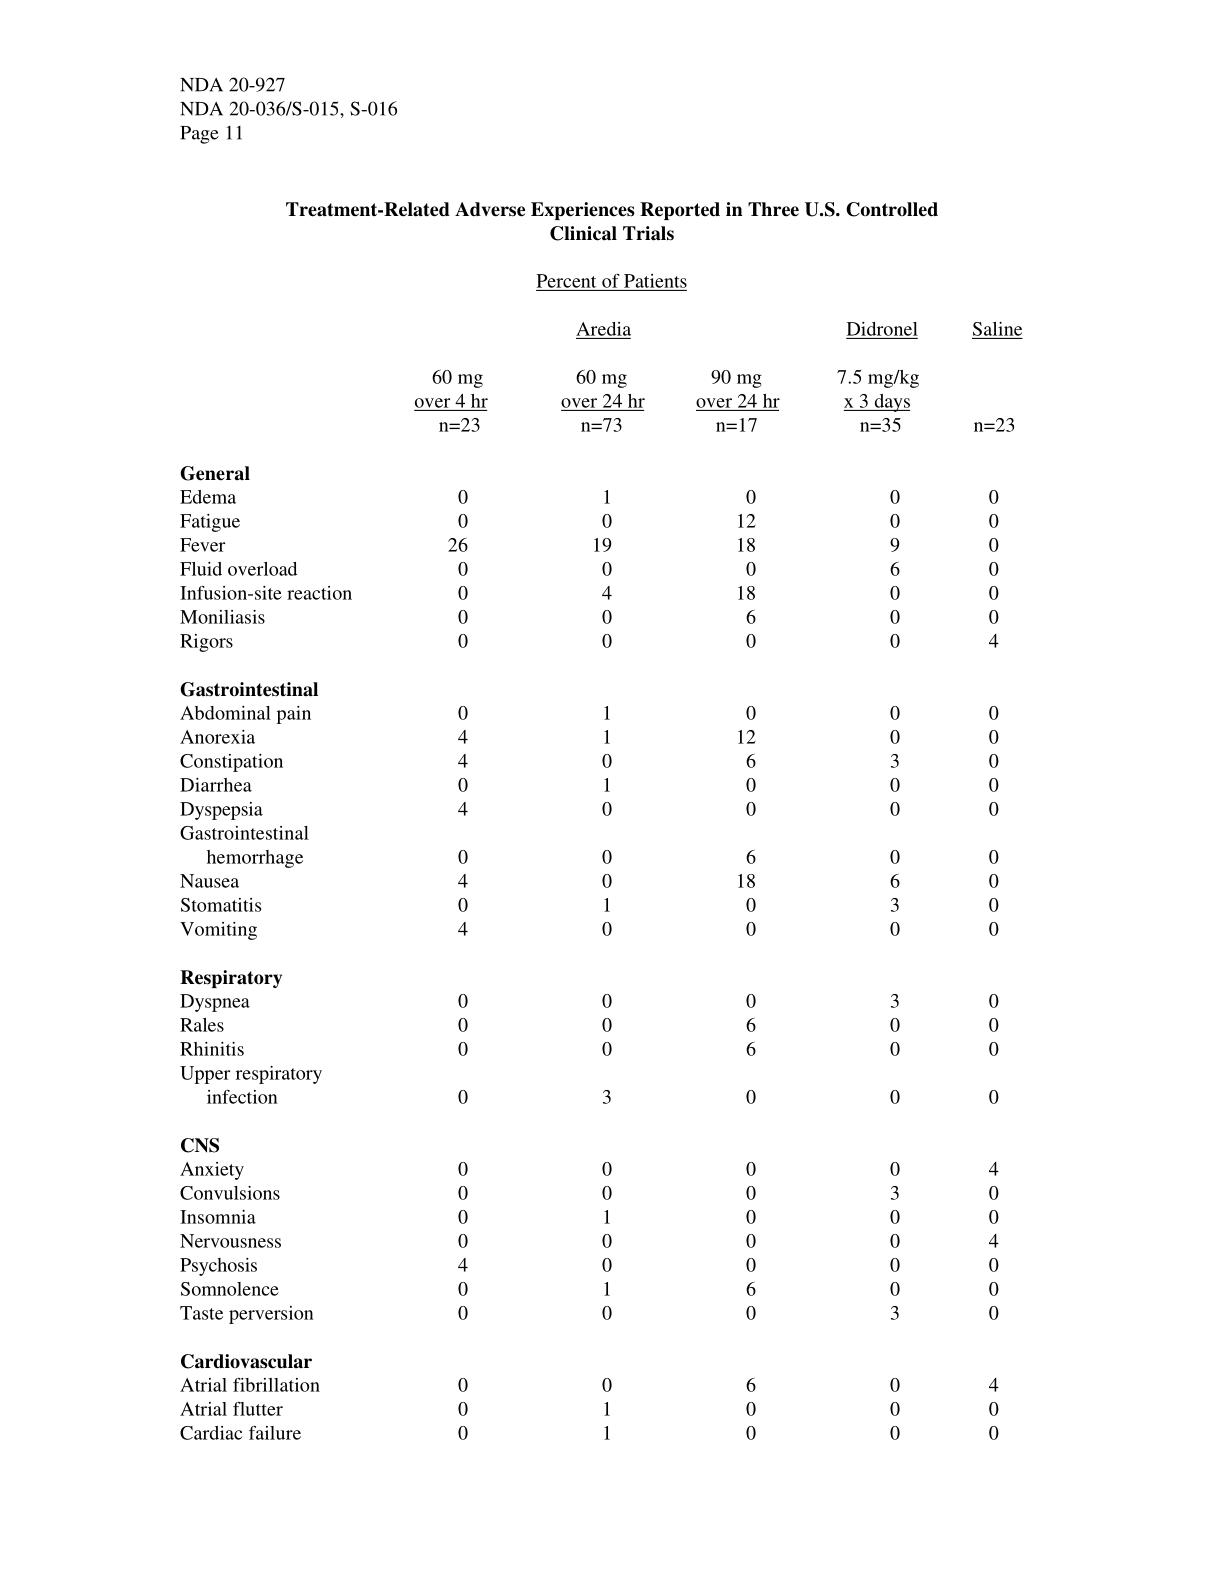 NDA 20-927
NDA 20-036/S-015, S-016
Page 11
Treatment-Related Adverse Experiences Reported in Three U.S. Controlled
Clinical Trials
Percent of Patients
Aredia Didronel Saline
60 mg 60 mg 90 mg 7.5 mg/kg
over 4 hr over 24 hr over 24 hr x 3 days
n=23 n=73 n=17 n=35 n=23
General
Edema 0 1 0 0 0
Fatigue 0 0 12 0 0
Fever 26 19 18 9 0
Fluid overload 0 0 0 6 0
Infusion-site reaction 0 4 18 0 0
Moniliasis 0 0 6 0 0
Rigors 0 0 0 0 4
Gastrointestinal
Abdominal pain 0 1 0 0 0
Anorexia 4 1 12 0 0
Constipation 4 0 6 3 0
Diarrhea 0 1 0 0 0
Dyspepsia 4 0 0 0 0
Gastrointestinal
hemorrhage 0 0 6 0 0
Nausea 4 0 18 6 0
Stomatitis 0 1 0 3 0
Vomiting 4 0 0 0 0
Respiratory
Dyspnea 0 0 0 3 0
Rales 0 0 6 0 0
Rhinitis 0 0 6 0 0
Upper respiratory
infection 0 3 0 0 0
CNS
Anxiety 0 0 0 0 4
Convulsions 0 0 0 3 0
Insomnia 0 1 0 0 0
Nervousness 0 0 0 0 4
Psychosis 4 0 0 0 0
Somnolence 0 1 6 0 0
Taste perversion 0 0 0 3 0
Cardiovascular
Atrial fibrillation 0 0 6 0 4
Atrial flutter 0 1 0 0 0
Cardiac failure 0 1 0 0 0